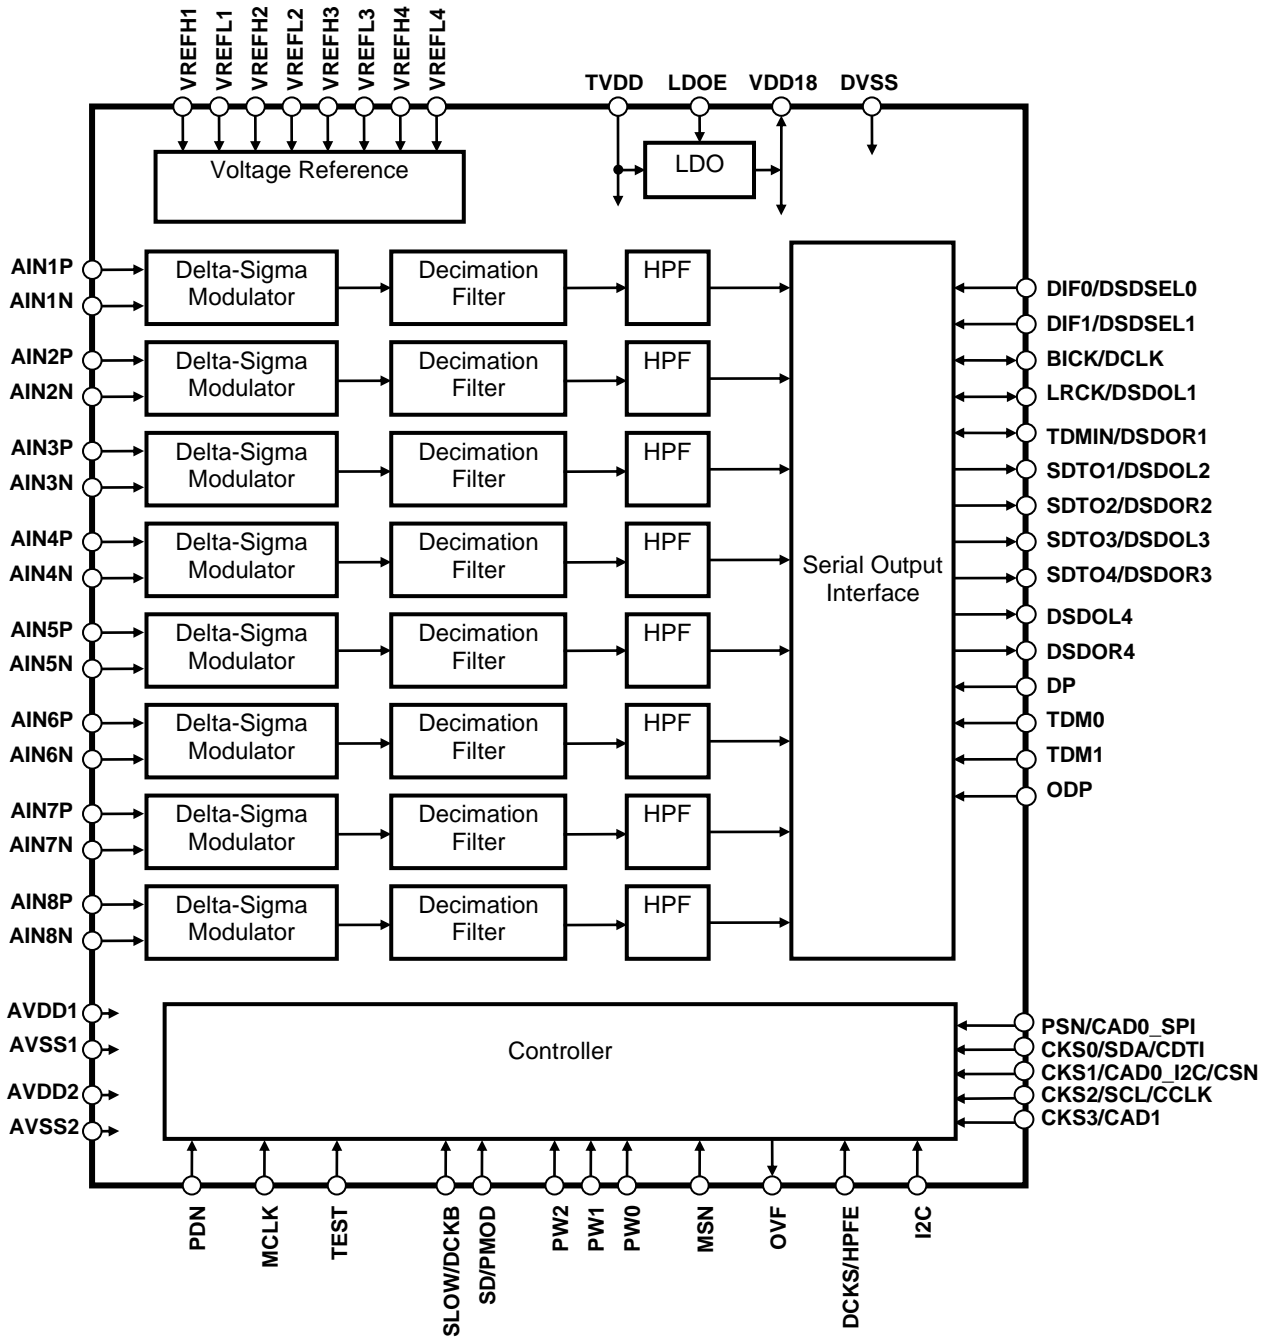 VREFH1
VREFL1
VREFH2
VREFL2
VREFH3
VREFL3
VREFH4
VREFL4
TVDD
LDOE
VDD18
DVSS
Voltage Reference
LDO
AIN1P
AIN1N
Delta-Sigma
Modulator
Decimation
Filter
HPF
AIN2P
AIN2N
Delta-Sigma
Modulator
Decimation
Filter
HPF
AIN3P
AIN3N
Delta-Sigma
Modulator
Decimation
Filter
HPF
AIN4P
AIN4N
Delta-Sigma
Modulator
Decimation
Filter
HPF
AIN5P
AIN5N
Delta-Sigma
Modulator
Decimation
Filter
HPF
AIN6P
AIN6N
Delta-Sigma
Modulator
Decimation
Filter
HPF
AIN7P
AIN7N
Delta-Sigma
Modulator
Decimation
Filter
HPF
AIN8P
AIN8N
Delta-Sigma
Modulator
Decimation
Filter
HPF
Serial Output
Interface
DIF0/DSDSEL0
DIF1/DSDSEL1
BICK/DCLK
LRCK/DSDOL1
TDMIN/DSDOR1
SDTO1/DSDOL2
SDTO2/DSDOR2
SDTO3/DSDOL3
SDTO4/DSDOR3
DSDOL4
DSDOR4
DP
TDM0
TDM1
ODP
AVDD1
AVSS1
AVDD2
AVSS2
Controller
PSN/CAD0_SPI
CKS0/SDA/CDTI
CKS1/CAD0_I2C/CSN
CKS2/SCL/CCLK
CKS3/CAD1
PDN
MCLK
TEST
SLOW/DCKB
SD/PMOD
PW2
PW1
PW0
MSN
OVF
DCKS/HPFE
I2C